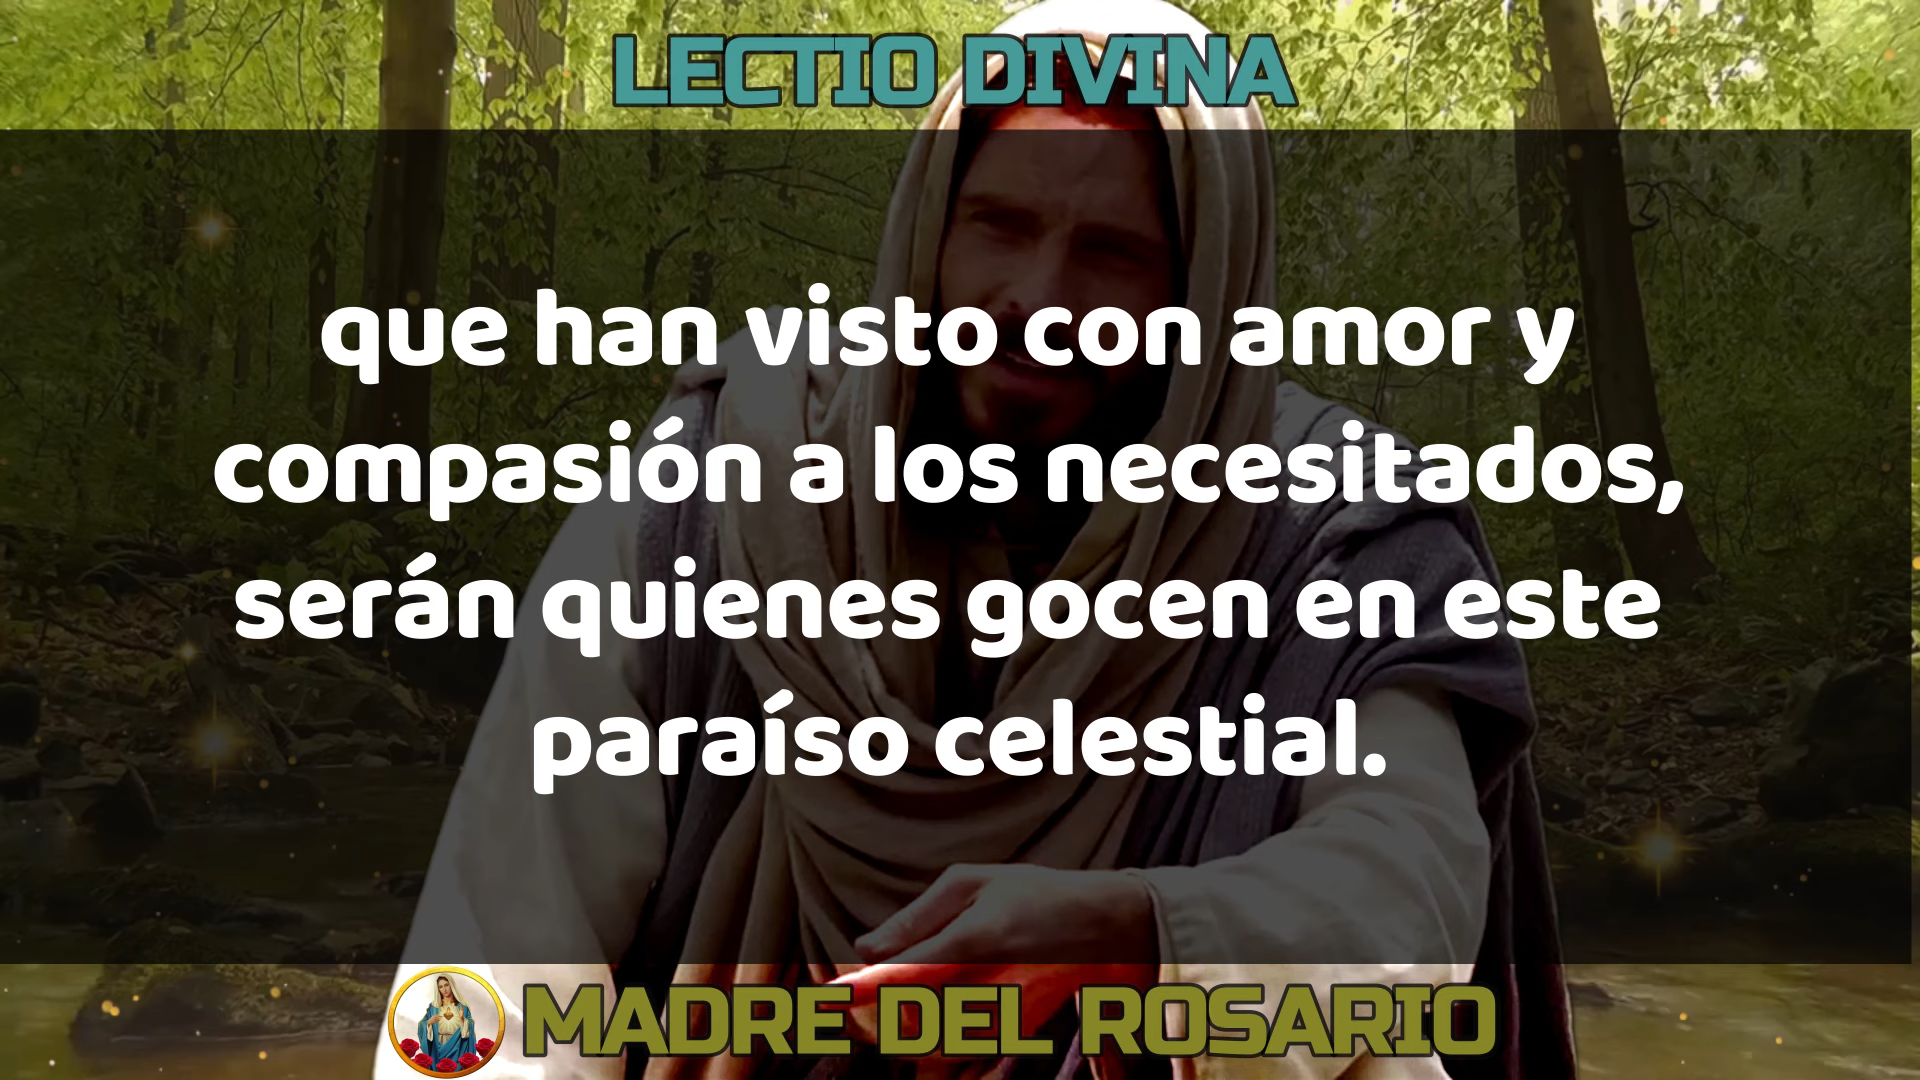 LECTIO DIVINA
que han visto con amor y
compasión a los necesitados,
serán quienes gocen en este
paraíso celestial.
MADRE DEL ROSARIO